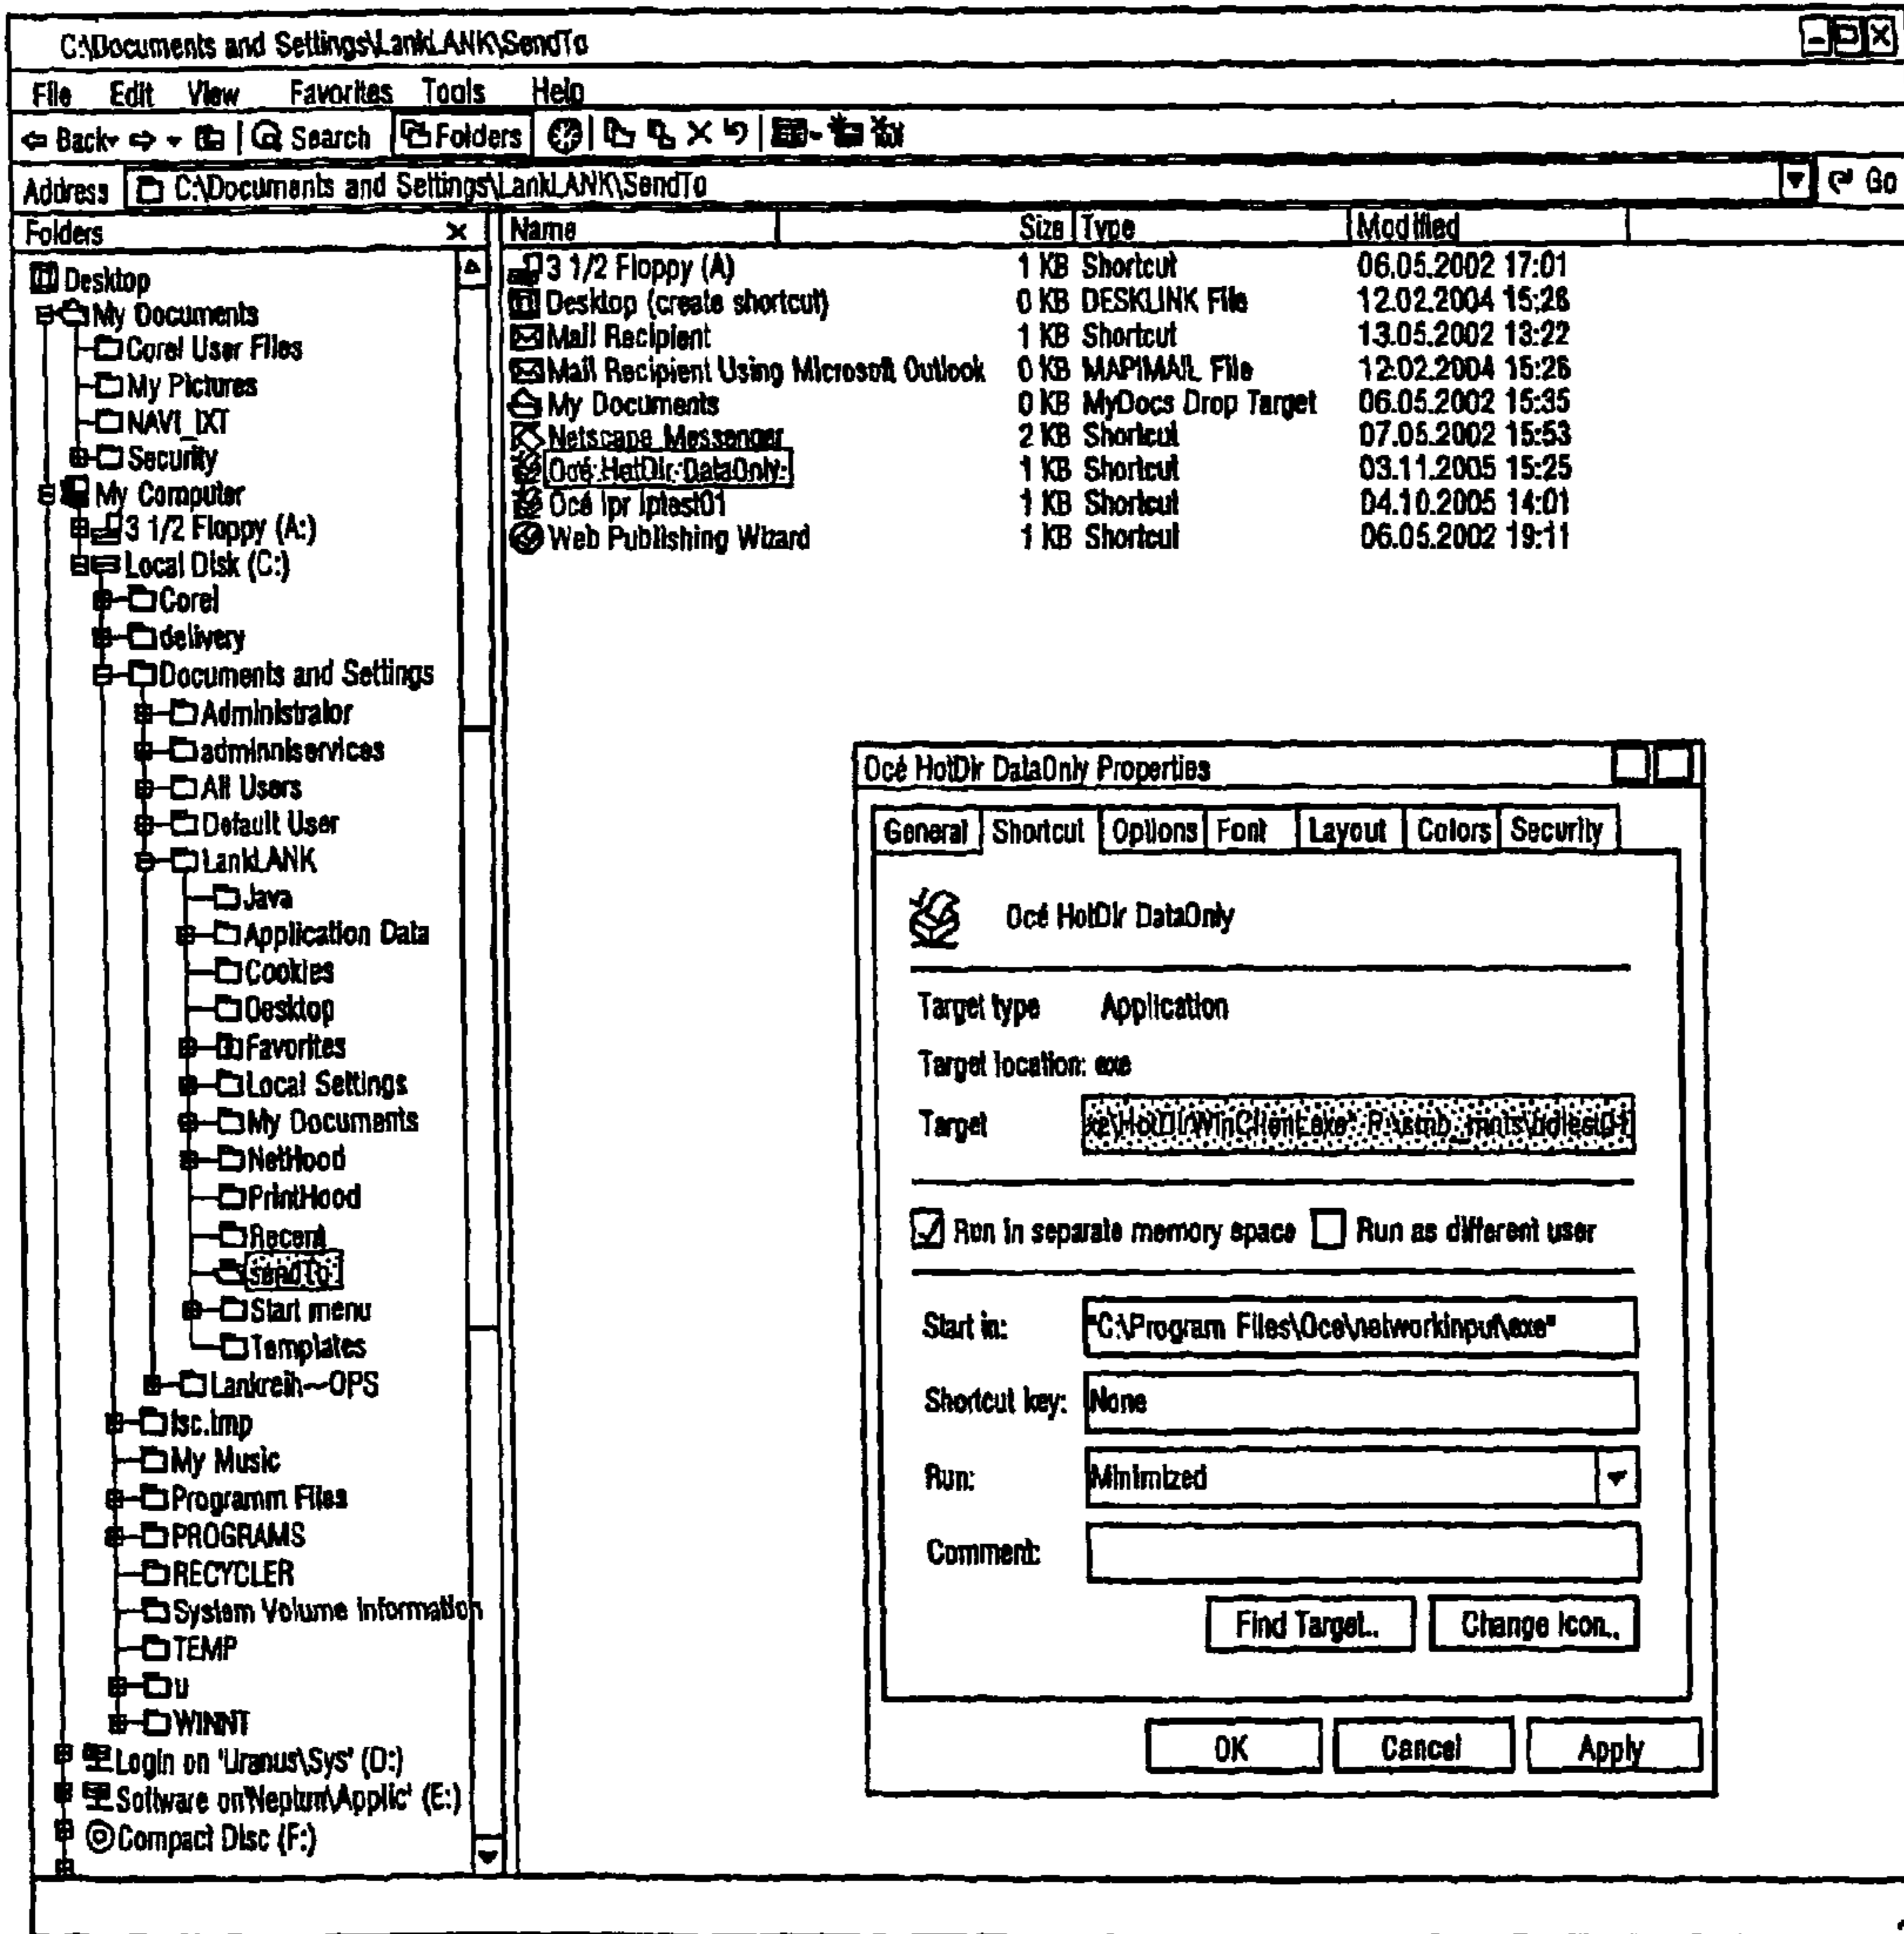 C:\Documents and Settings\LankLANK\SendTo
File Edit View Favorites Tools Help
Back Search Folders
Address C:\Documents and Settings\LankLANK\SendTo Go
Folders
Desktop
My Documents
Corel User Files
My Pictures
Security
My Computer
3 1/2 Floppy (A:)
Local Disk (C:)
Corel
delivery
Documents and Settings
Administrator
adminniservices
All Users
Default User
LankLANK
Java
Application Data
Cookies
Desktop
Favorites
Local Settings
My Documents
NetHood
PrintHood
Recent
sendTo
Start menu
Templates
Lankreih—OPS
My Music
Programm Files
PROGRAMS
RECYCLER
System Volume Information
TEMP
u
WINNT
Login on 'Uranus\Sys' (D:)
Software on 'Neptun\Applic' (E:)
Compact Disc (F:)
Name Size Type Modified
3 1/2 Floppy (A) 1 KB Shortcut 06.05.2002 17:01
Desktop (create shortcut) 0 KB DESKLINK File 12.02.2004 15:26
Mail Recipient 1 KB Shortcut 13.05.2002 13:22
Mail Recipient Using Microsoft Outlook 0 KB MAPIMAIL File 12.02.2004 15:26
My Documents 0 KB MyDocs Drop Target 06.05.2002 15:35
Netscape Messenger 2 KB Shortcut 07.05.2002 15:53
Océ HotDir DataOnly 1 KB Shortcut 03.11.2005 15:25
Océ lpr lptest01 1 KB Shortcut 04.10.2005 14:01
Web Publishing Wizard 1 KB Shortcut 06.05.2002 19:11
Océ HotDir DataOnly Properties
General Shortcut Options Font Layout Colors Security
Océ HotDir DataOnly
Target type Application
Target location: exe
Target xe\HotDirWinClient.exe"
Run in separate memory space Run as different user
Start in: "C:\Program Files\Oce\networkinput\exe"
Shortcut key: None
Run: Minimized
Comment:
Find Target.. Change Icon..
OK Cancel Apply